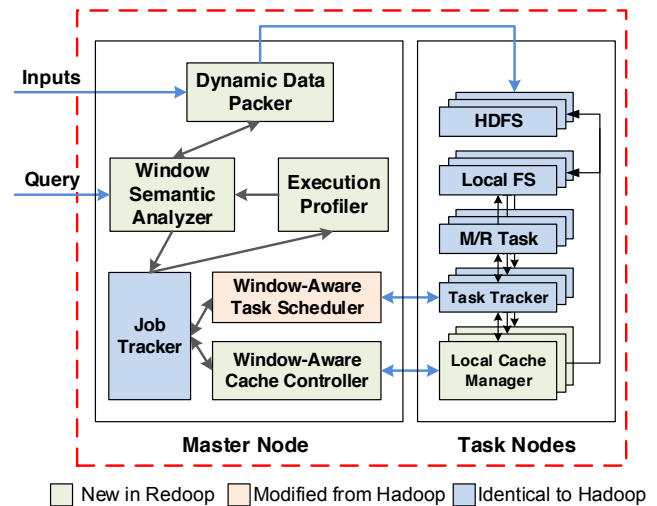 Inputs
Dynamic Data
Packer
HDFS
Query
Window
Semantic
Analyzer
Execution
Profiler
Local FS
M/R Task
Job
Tracker
Window-Aware
Task Scheduler
Task Tracker
Window-Aware
Cache Controller
Local Cache
Manager
Master Node
Task Nodes
New in Redoop
Modified from Hadoop
Identical to Hadoop